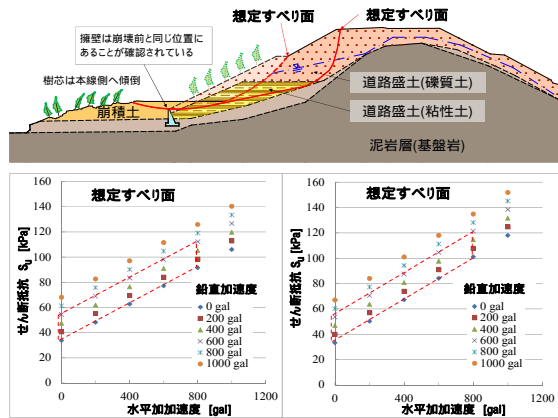 想定すべり面
想定すべり面
擁壁は崩壊前と同じ位置に
あることが確認されている
樹芯は本線側へ傾倒
崩積土
道路盛土(礫質土)
道路盛土(粘性土)
泥岩層(基盤岩)
想定すべり面
せん断抵抗 Su [kPa]
160
140
120
100
80
60
40
20
0
0
400
800
1200
水平加加速度 [gal]
鉛直加速度
0 gal
200 gal
400 gal
600 gal
800 gal
1000 gal
想定すべり面
せん断抵抗 Su [kPa]
160
140
120
100
80
60
40
20
0
0
400
800
1200
水平加加速度 [gal]
鉛直加速度
0 gal
200 gal
400 gal
600 gal
800 gal
1000 gal